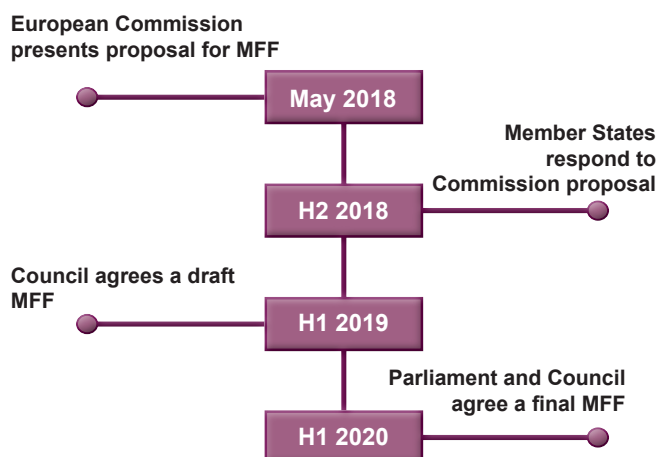 European Commission
presents proposal for MFF
May 2018
Member States
respond to
Commission proposal
H2 2018
Council agrees a draft
MFF
H1 2019
Parliament and Council
agree a final MFF
H1 2020